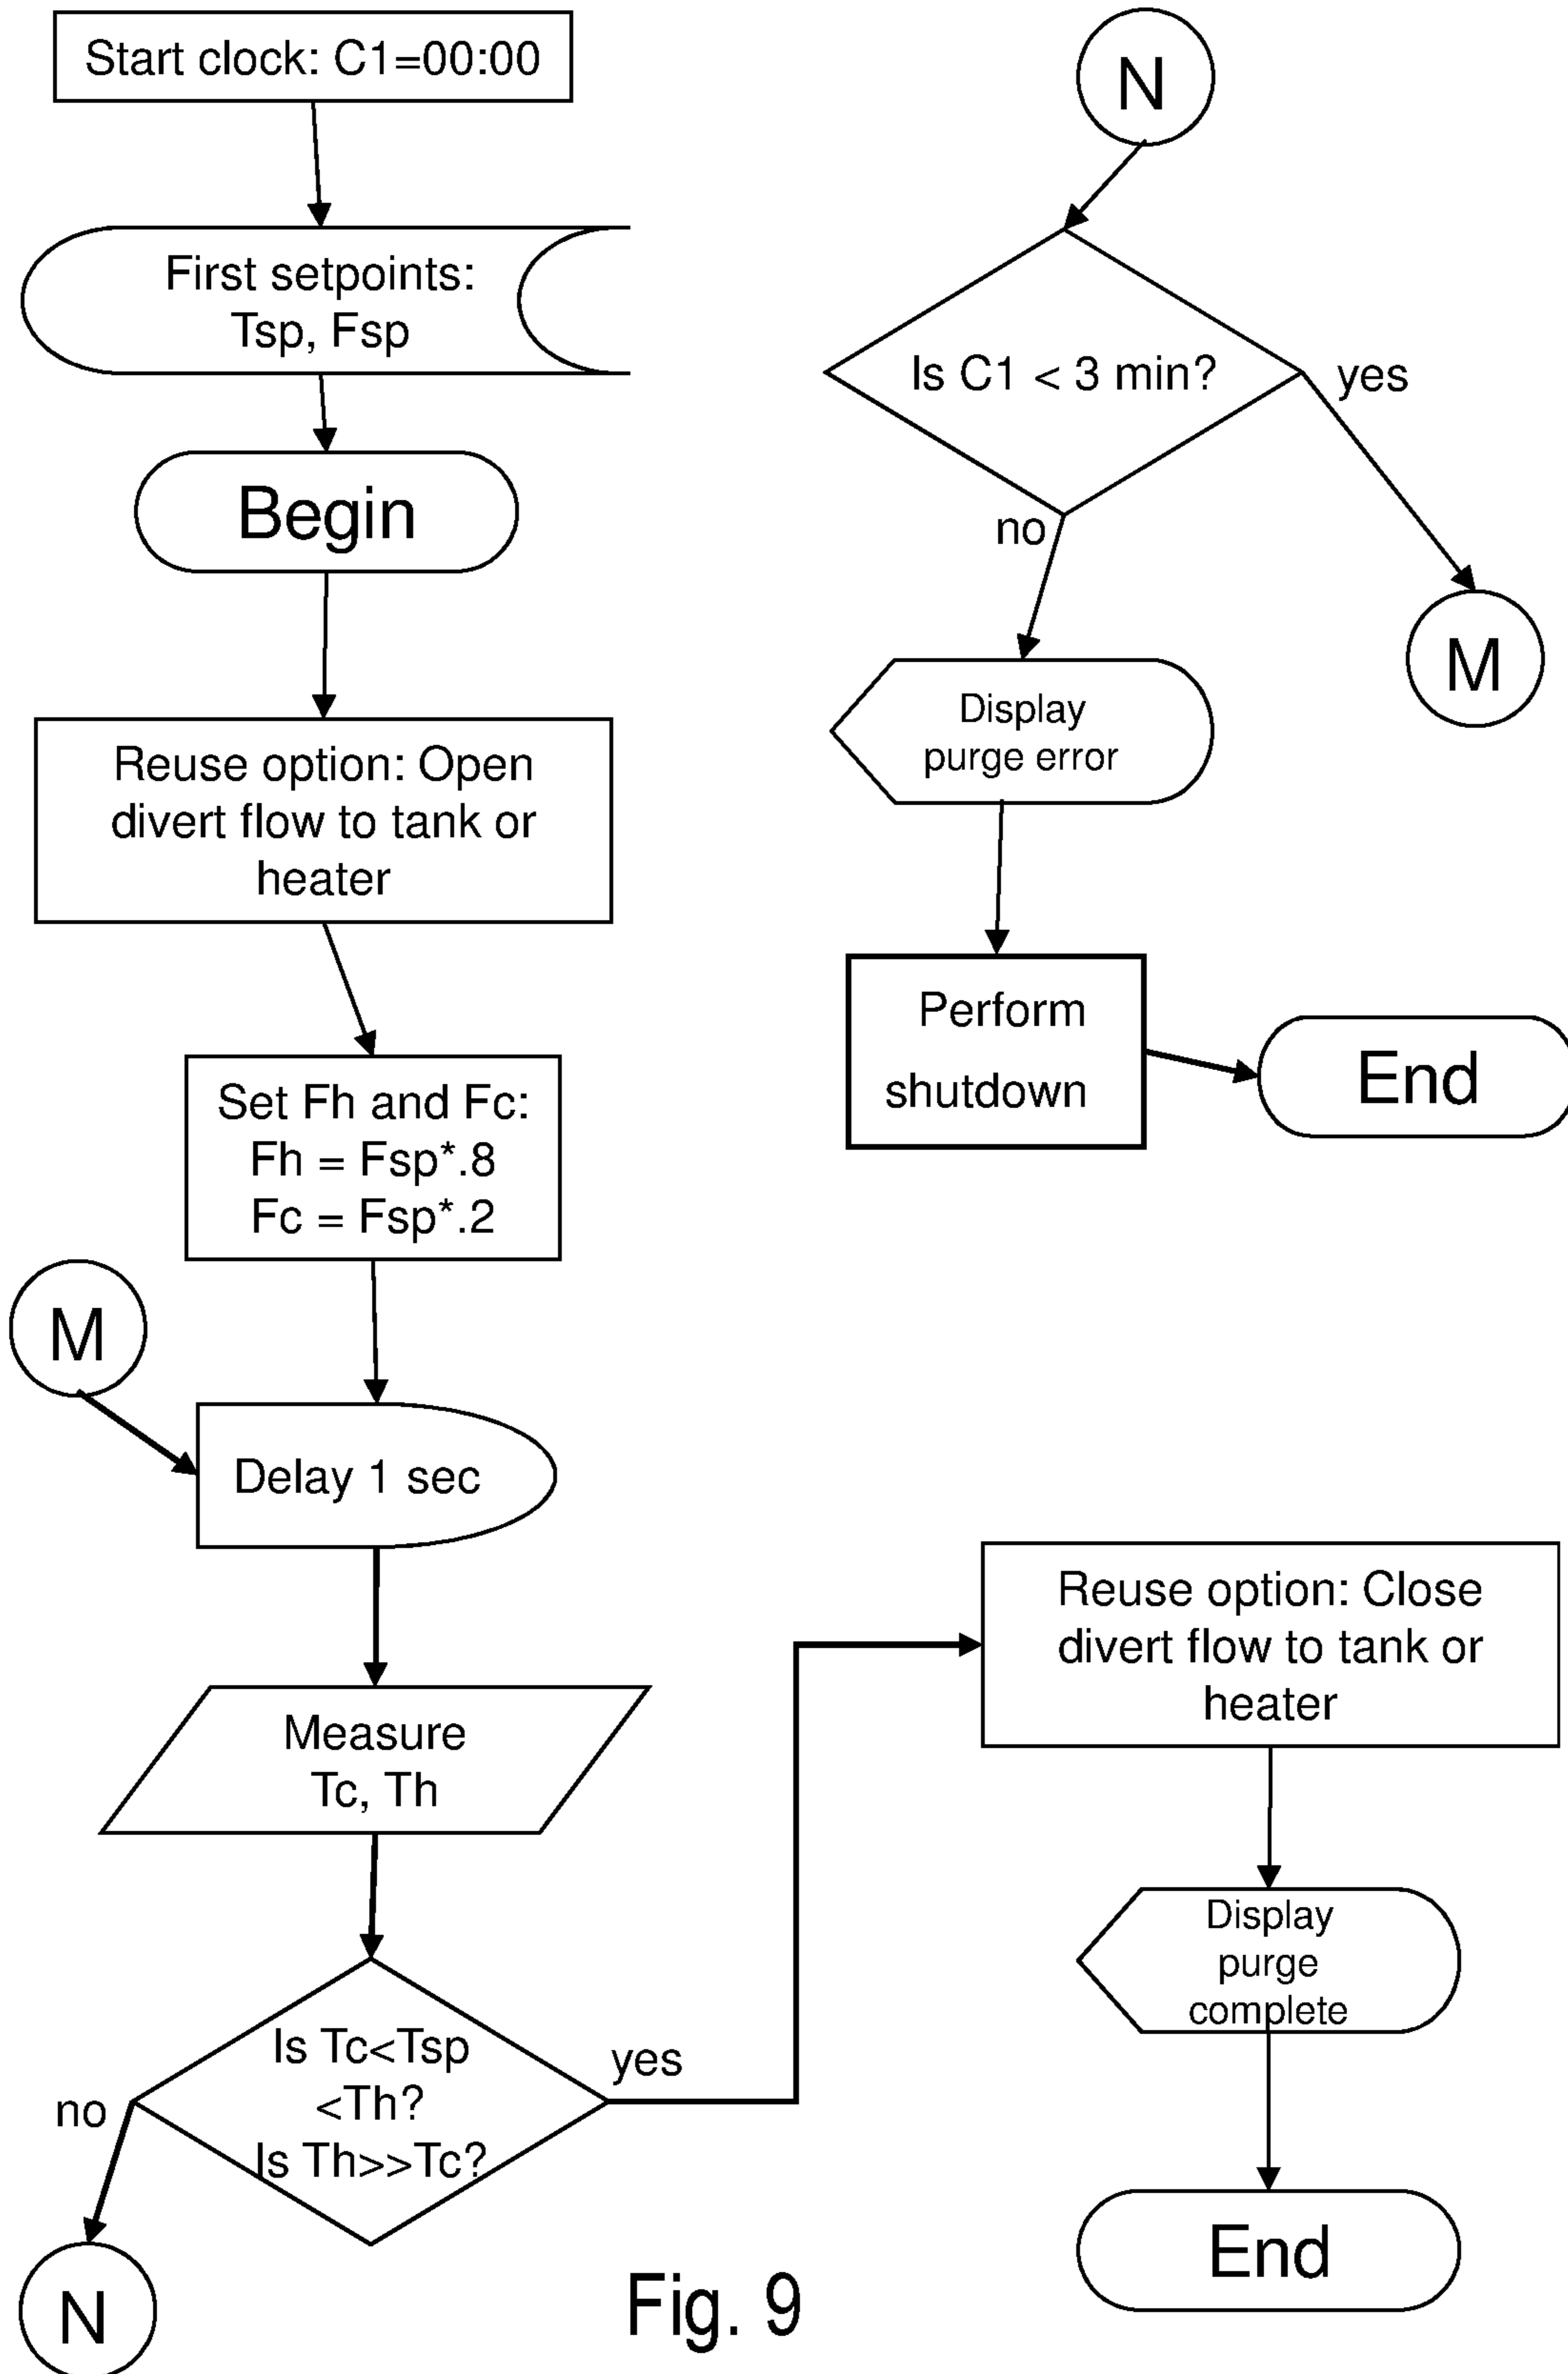 Start clock: C1=00:00
First setpoints:
Tsp, Fsp
Begin
Reuse option: Open
divert flow to tank or
heater
Set Fh and Fc:
Fh = Fsp*.8
Fc = Fsp*.2
M
Delay 1 sec
Measure
Tc, Th
Is Tc<Tsp
<Th?
Is Th>>Tc?
no
yes
N
N
Is C1 < 3 min?
yes
no
M
Display
purge error
Perform
shutdown
End
Reuse option: Close
divert flow to tank or
heater
Display
purge
complete
End
Fig. 9